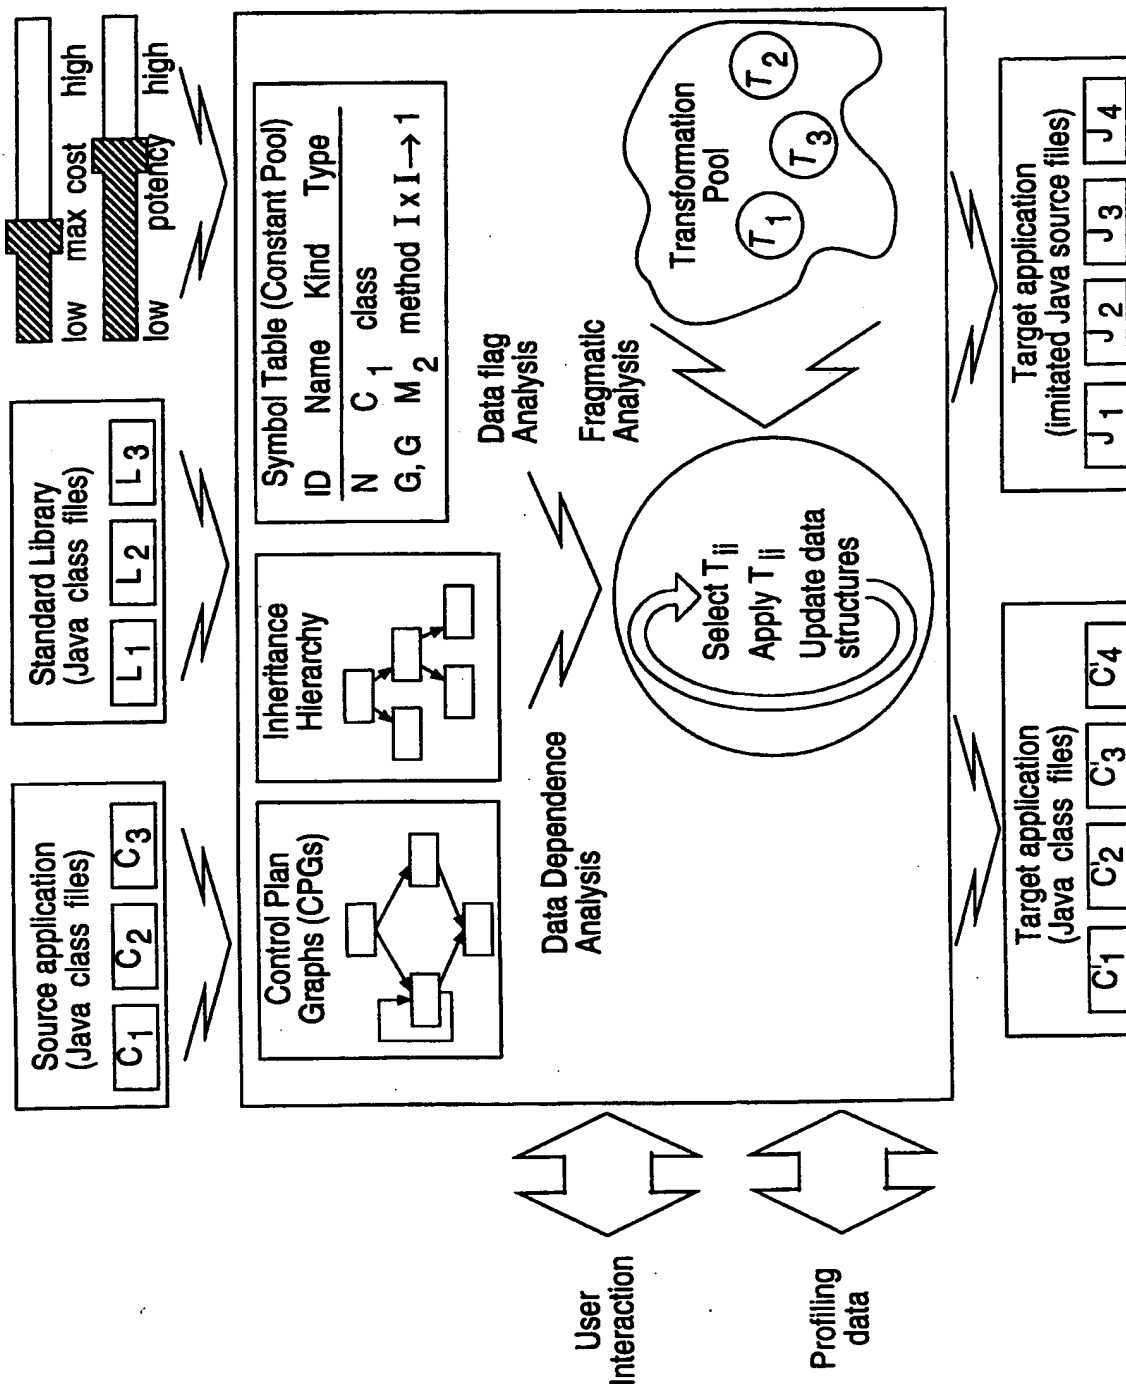 Source application
(Java class files)
C1 C2 C3
Standard Library
(Java class files)
L1 L2 L3
low max cost high
low potency high
Control Plan
Graphs (CPGs)
Inheritance
Hierarchy
Symbol Table (Constant Pool)
ID Name Kind Type
N C1 class
G, G M'2 method I x I → 1
Data Dependence
Analysis
Data flag
Analysis
Fragmatic
Analysis
Select Tii
Apply Tii
Update data
structures
Transformation
Pool
T1 T3 T2
User
Interaction
Profiling
data
Target application
(Java class files)
C'1 C'2 C'3 C'4
Target application
(imitated Java source files)
J1 J2 J3 J4